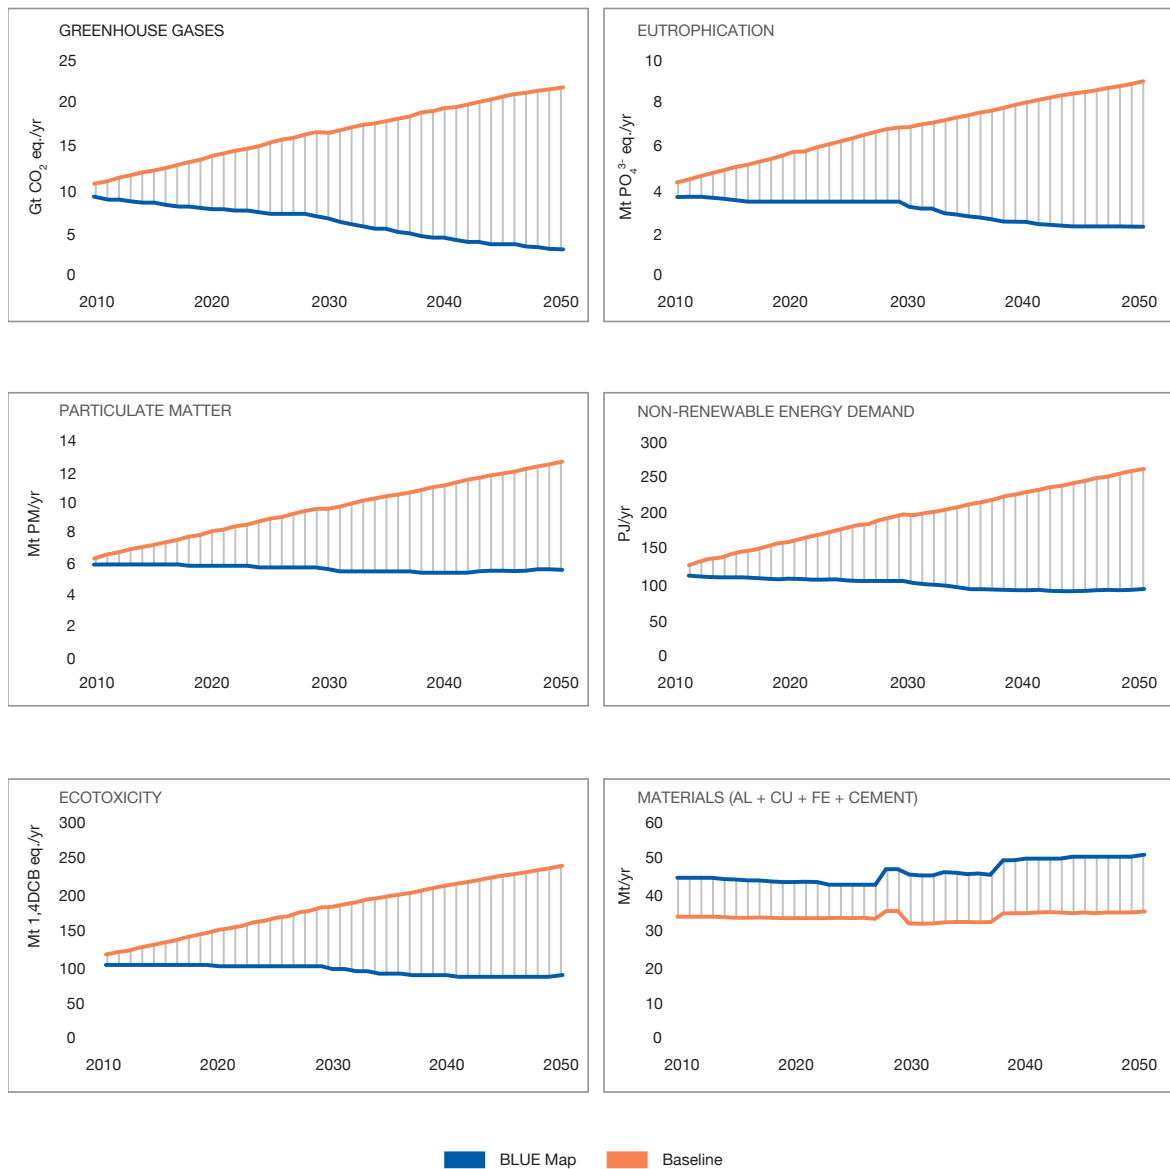 GREENHOUSE GASES
Gt CO₂ eq./yr
25
20
15
10
5
0
2010 2020 2030 2040 2050
EUTROPHICATION
Mt PO₄³⁻ eq./yr
10
8
6
4
2
0
2010 2020 2030 2040 2050
PARTICULATE MATTER
Mt PM/yr
14
12
10
8
6
4
2
0
2010 2020 2030 2040 2050
NON-RENEWABLE ENERGY DEMAND
PJ/yr
300
250
200
150
100
50
0
2010 2020 2030 2040 2050
ECOTOXICITY
Mt 1,4DCB eq./yr
300
250
200
150
100
50
0
2010 2020 2030 2040 2050
MATERIALS (AL + CU + FE + CEMENT)
Mt/yr
60
50
40
30
20
10
0
2010 2020 2030 2040 2050
BLUE Map Baseline